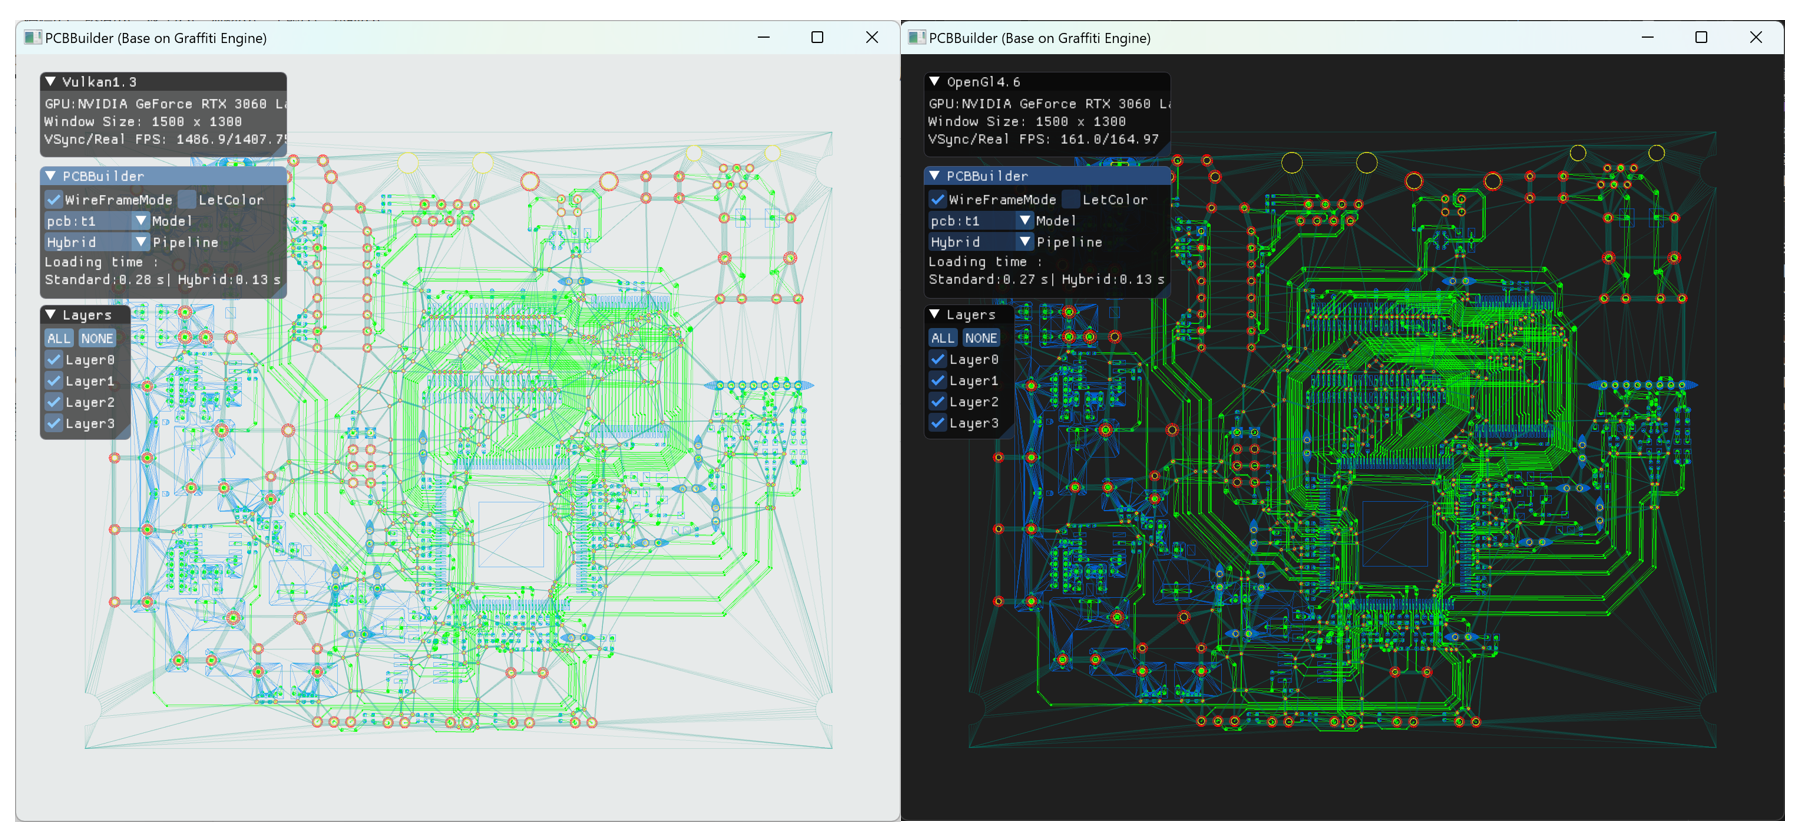 PCBBuilder (Base on Graffiti Engine)
Vulkan1.3
GPU:NVIDIA GeForce RTX 3060 La
Window Size: 1500 x 1300
VSync/Real FPS: 1486.9/1407.75
PCBBuilder
WireFrameMode LetColor
pcb:t1 Model
Hybrid Pipeline
Loading time :
Standard:0.28 s| Hybrid:0.13 s
Layers
ALL NONE
Layer0
Layer1
Layer2
Layer3
PCBBuilder (Base on Graffiti Engine)
OpenGl4.6
GPU:NVIDIA GeForce RTX 3060 La
Window Size: 1500 x 1300
VSync/Real FPS: 161.0/164.97
PCBBuilder
WireFrameMode LetColor
pcb:t1 Model
Hybrid Pipeline
Loading time :
Standard:0.27 s| Hybrid:0.13 s
Layers
ALL NONE
Layer0
Layer1
Layer2
Layer3